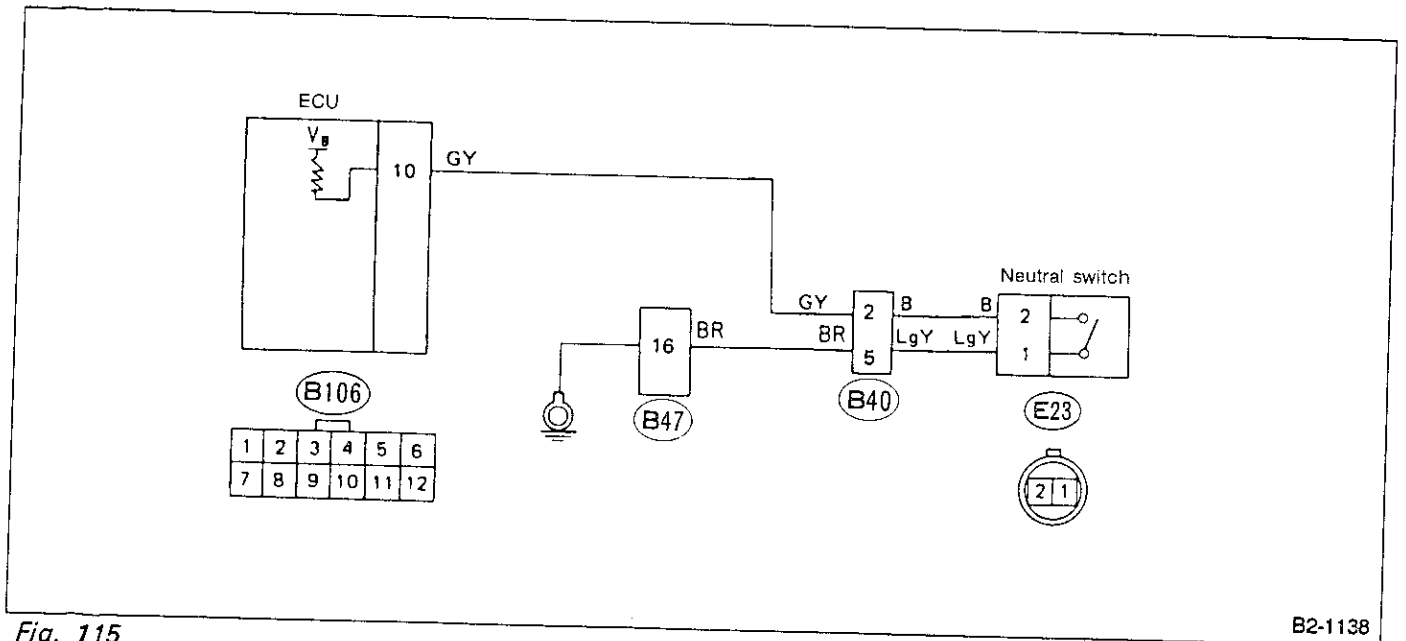 ECU
V_B
10 GY
Neutral switch
GY 2 B B 2
16 BR BR 5 LgY LgY 1
B106 B47 B40 E23
1 2 3 4 5 6
7 8 9 10 11 12
2 1
Fig. 115
B2-1138